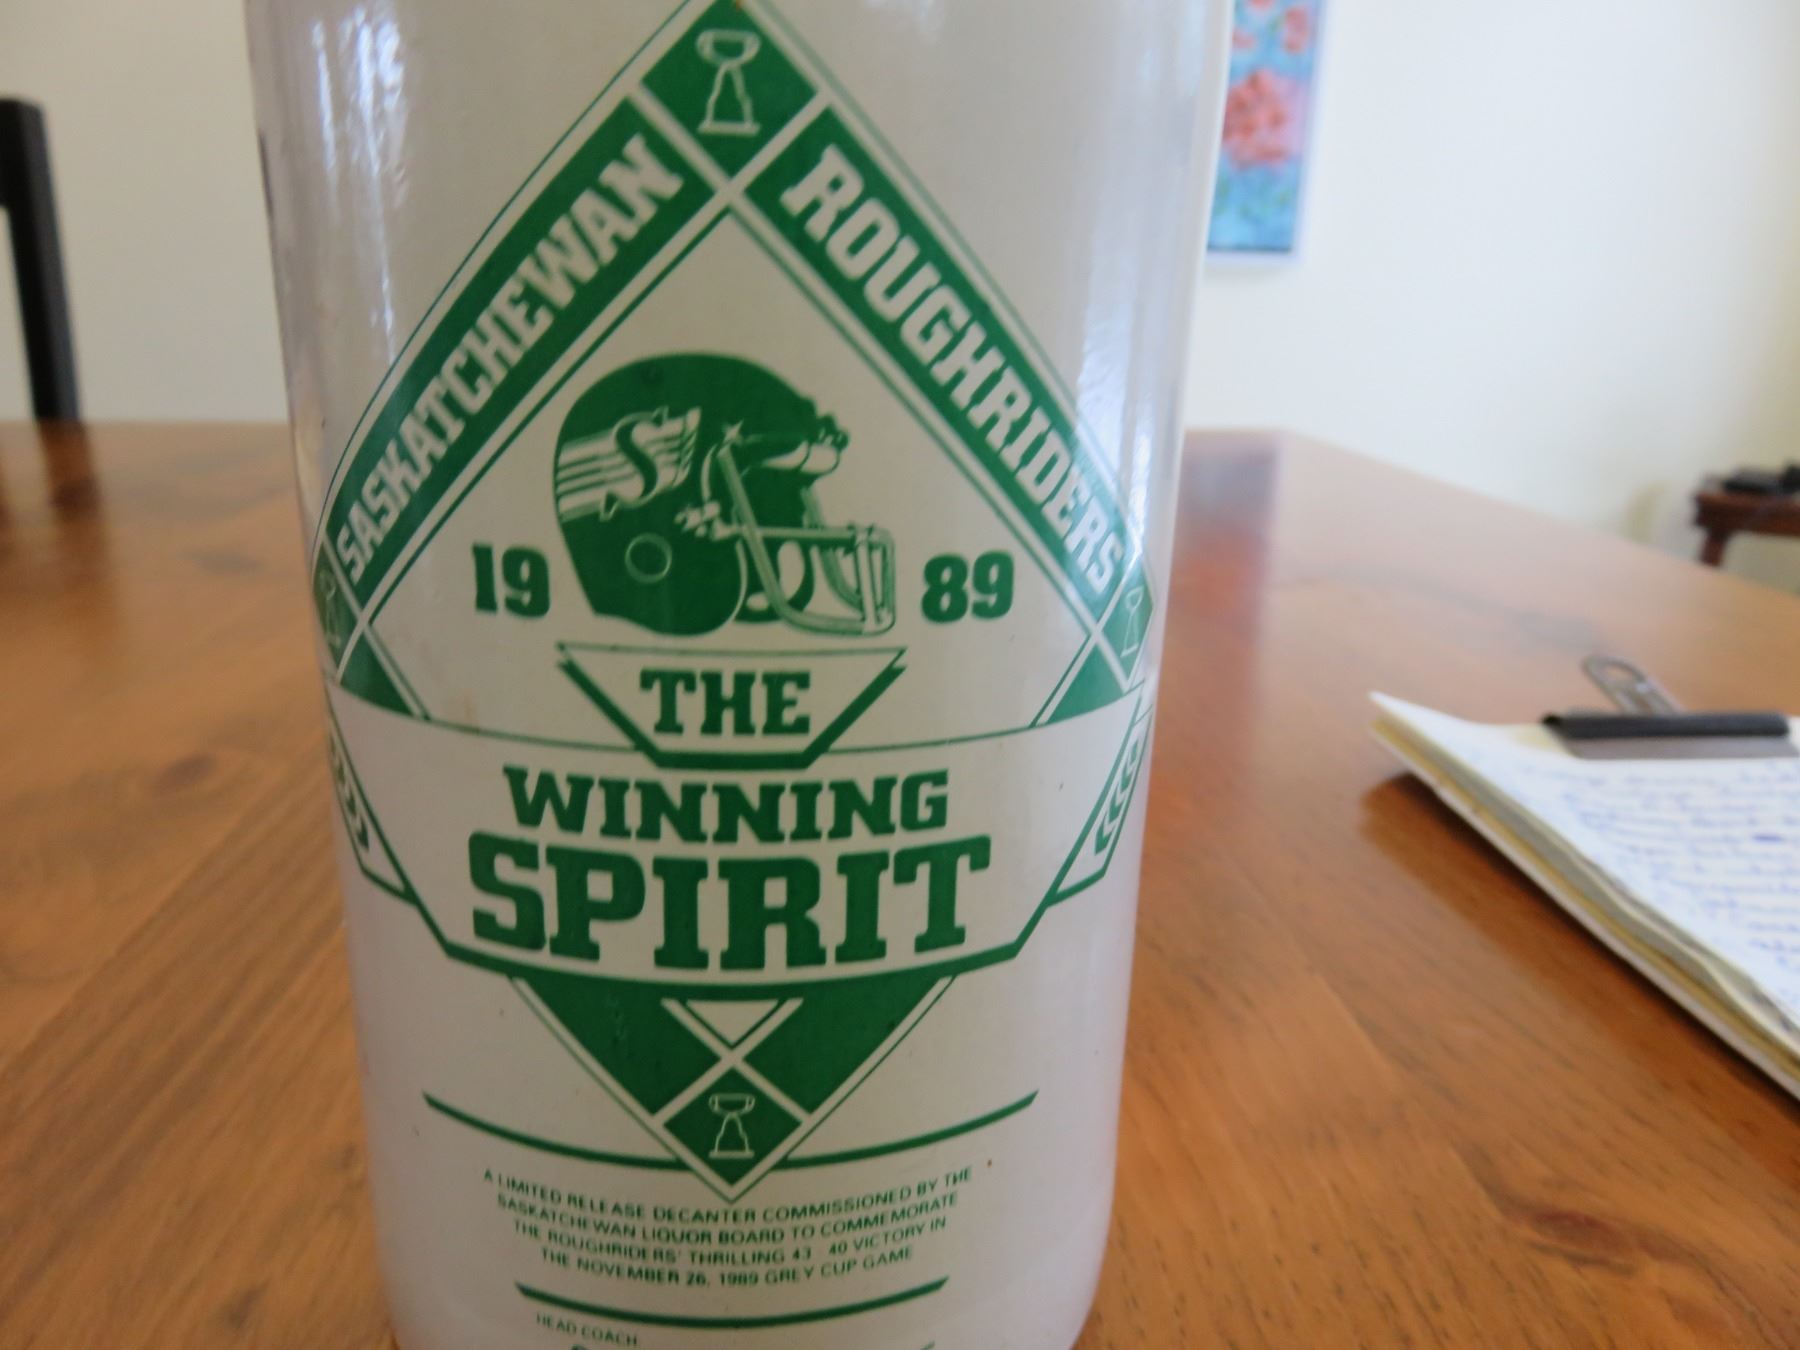 SASKATCHEWAN ROUGHRIDERS
S
19 89
THE
WINNING
SPIRIT
A LIMITED RELEASE DECANTER COMMISSIONED BY THE
SASKATCHEWAN LIQUOR BOARD TO COMMEMORATE
THE ROUGHRIDERS' THRILLING 43 40 VICTORY IN
THE NOVEMBER 26, 1989 GREY CUP GAME
HEAD COACH